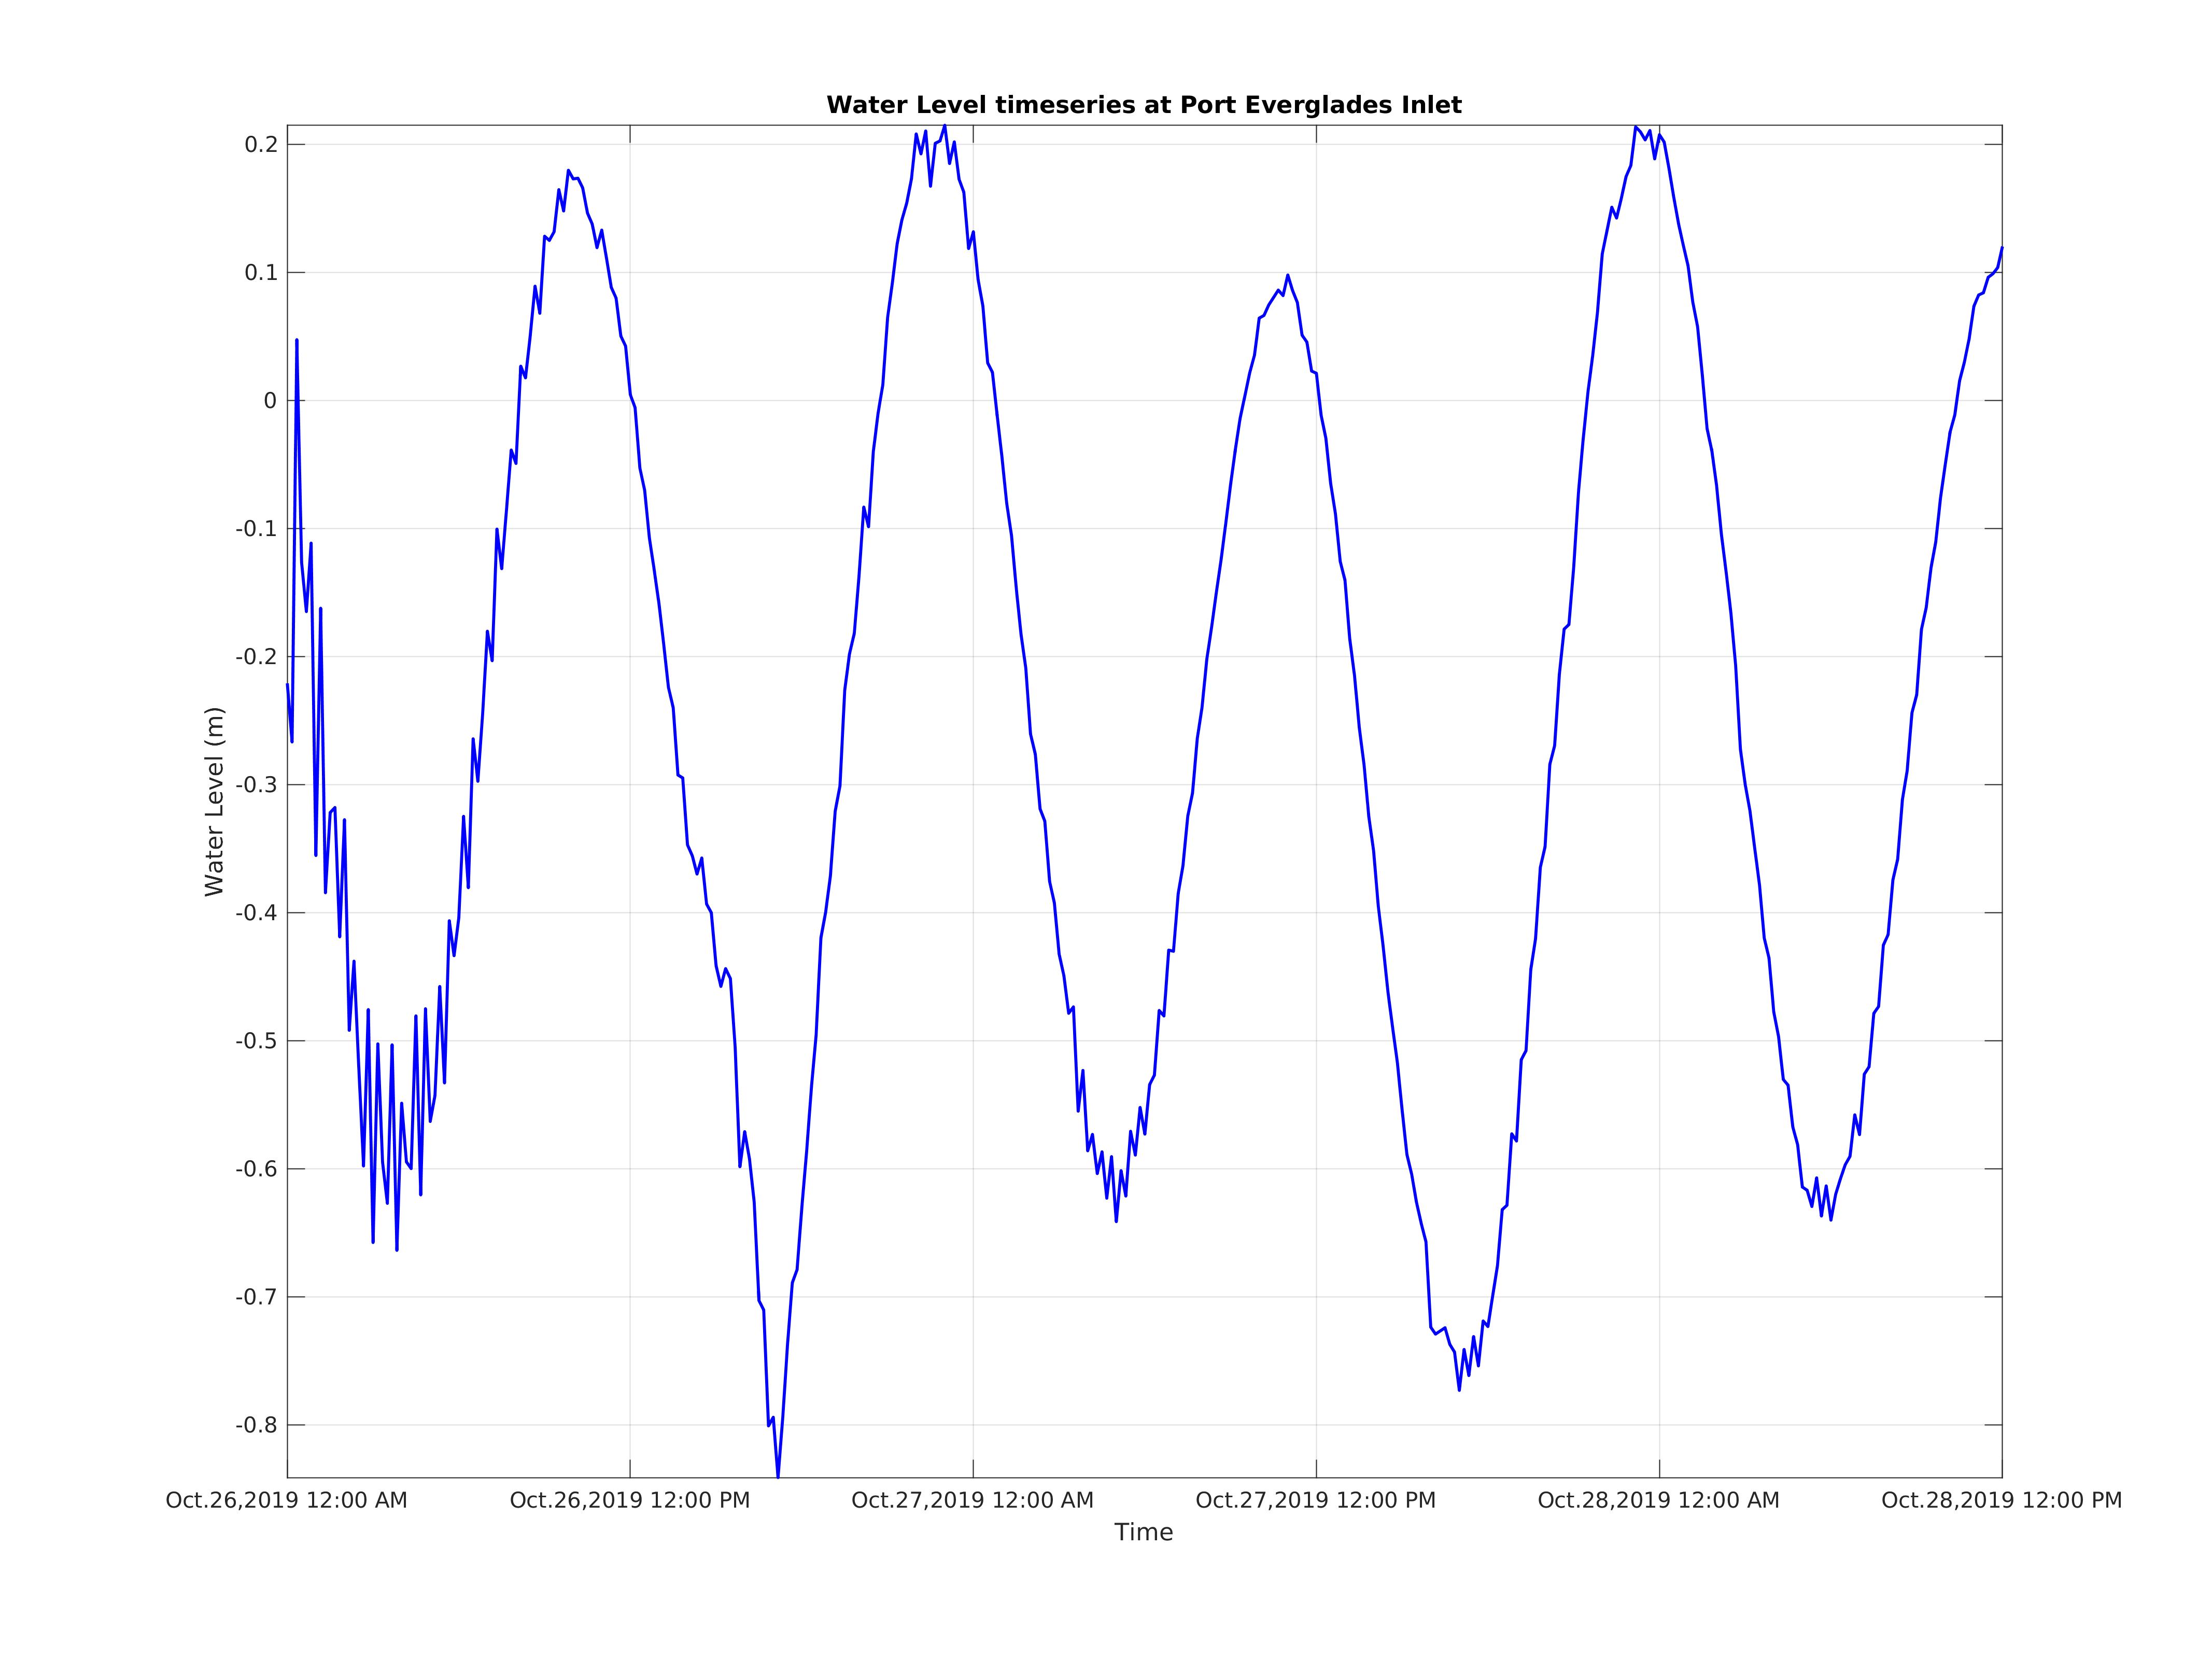 Water Level timeseries at Port Everglades Inlet
0.2
0.1
0
-0.1
-0.2
-0.3
-0.4
-0.5
-0.6
-0.7
-0.8
Water Level (m)
Oct.26,2019 12:00 AM
Oct.26,2019 12:00 PM
Oct.27,2019 12:00 AM
Oct.27,2019 12:00 PM
Oct.28,2019 12:00 AM
Oct.28,2019 12:00 PM
Time